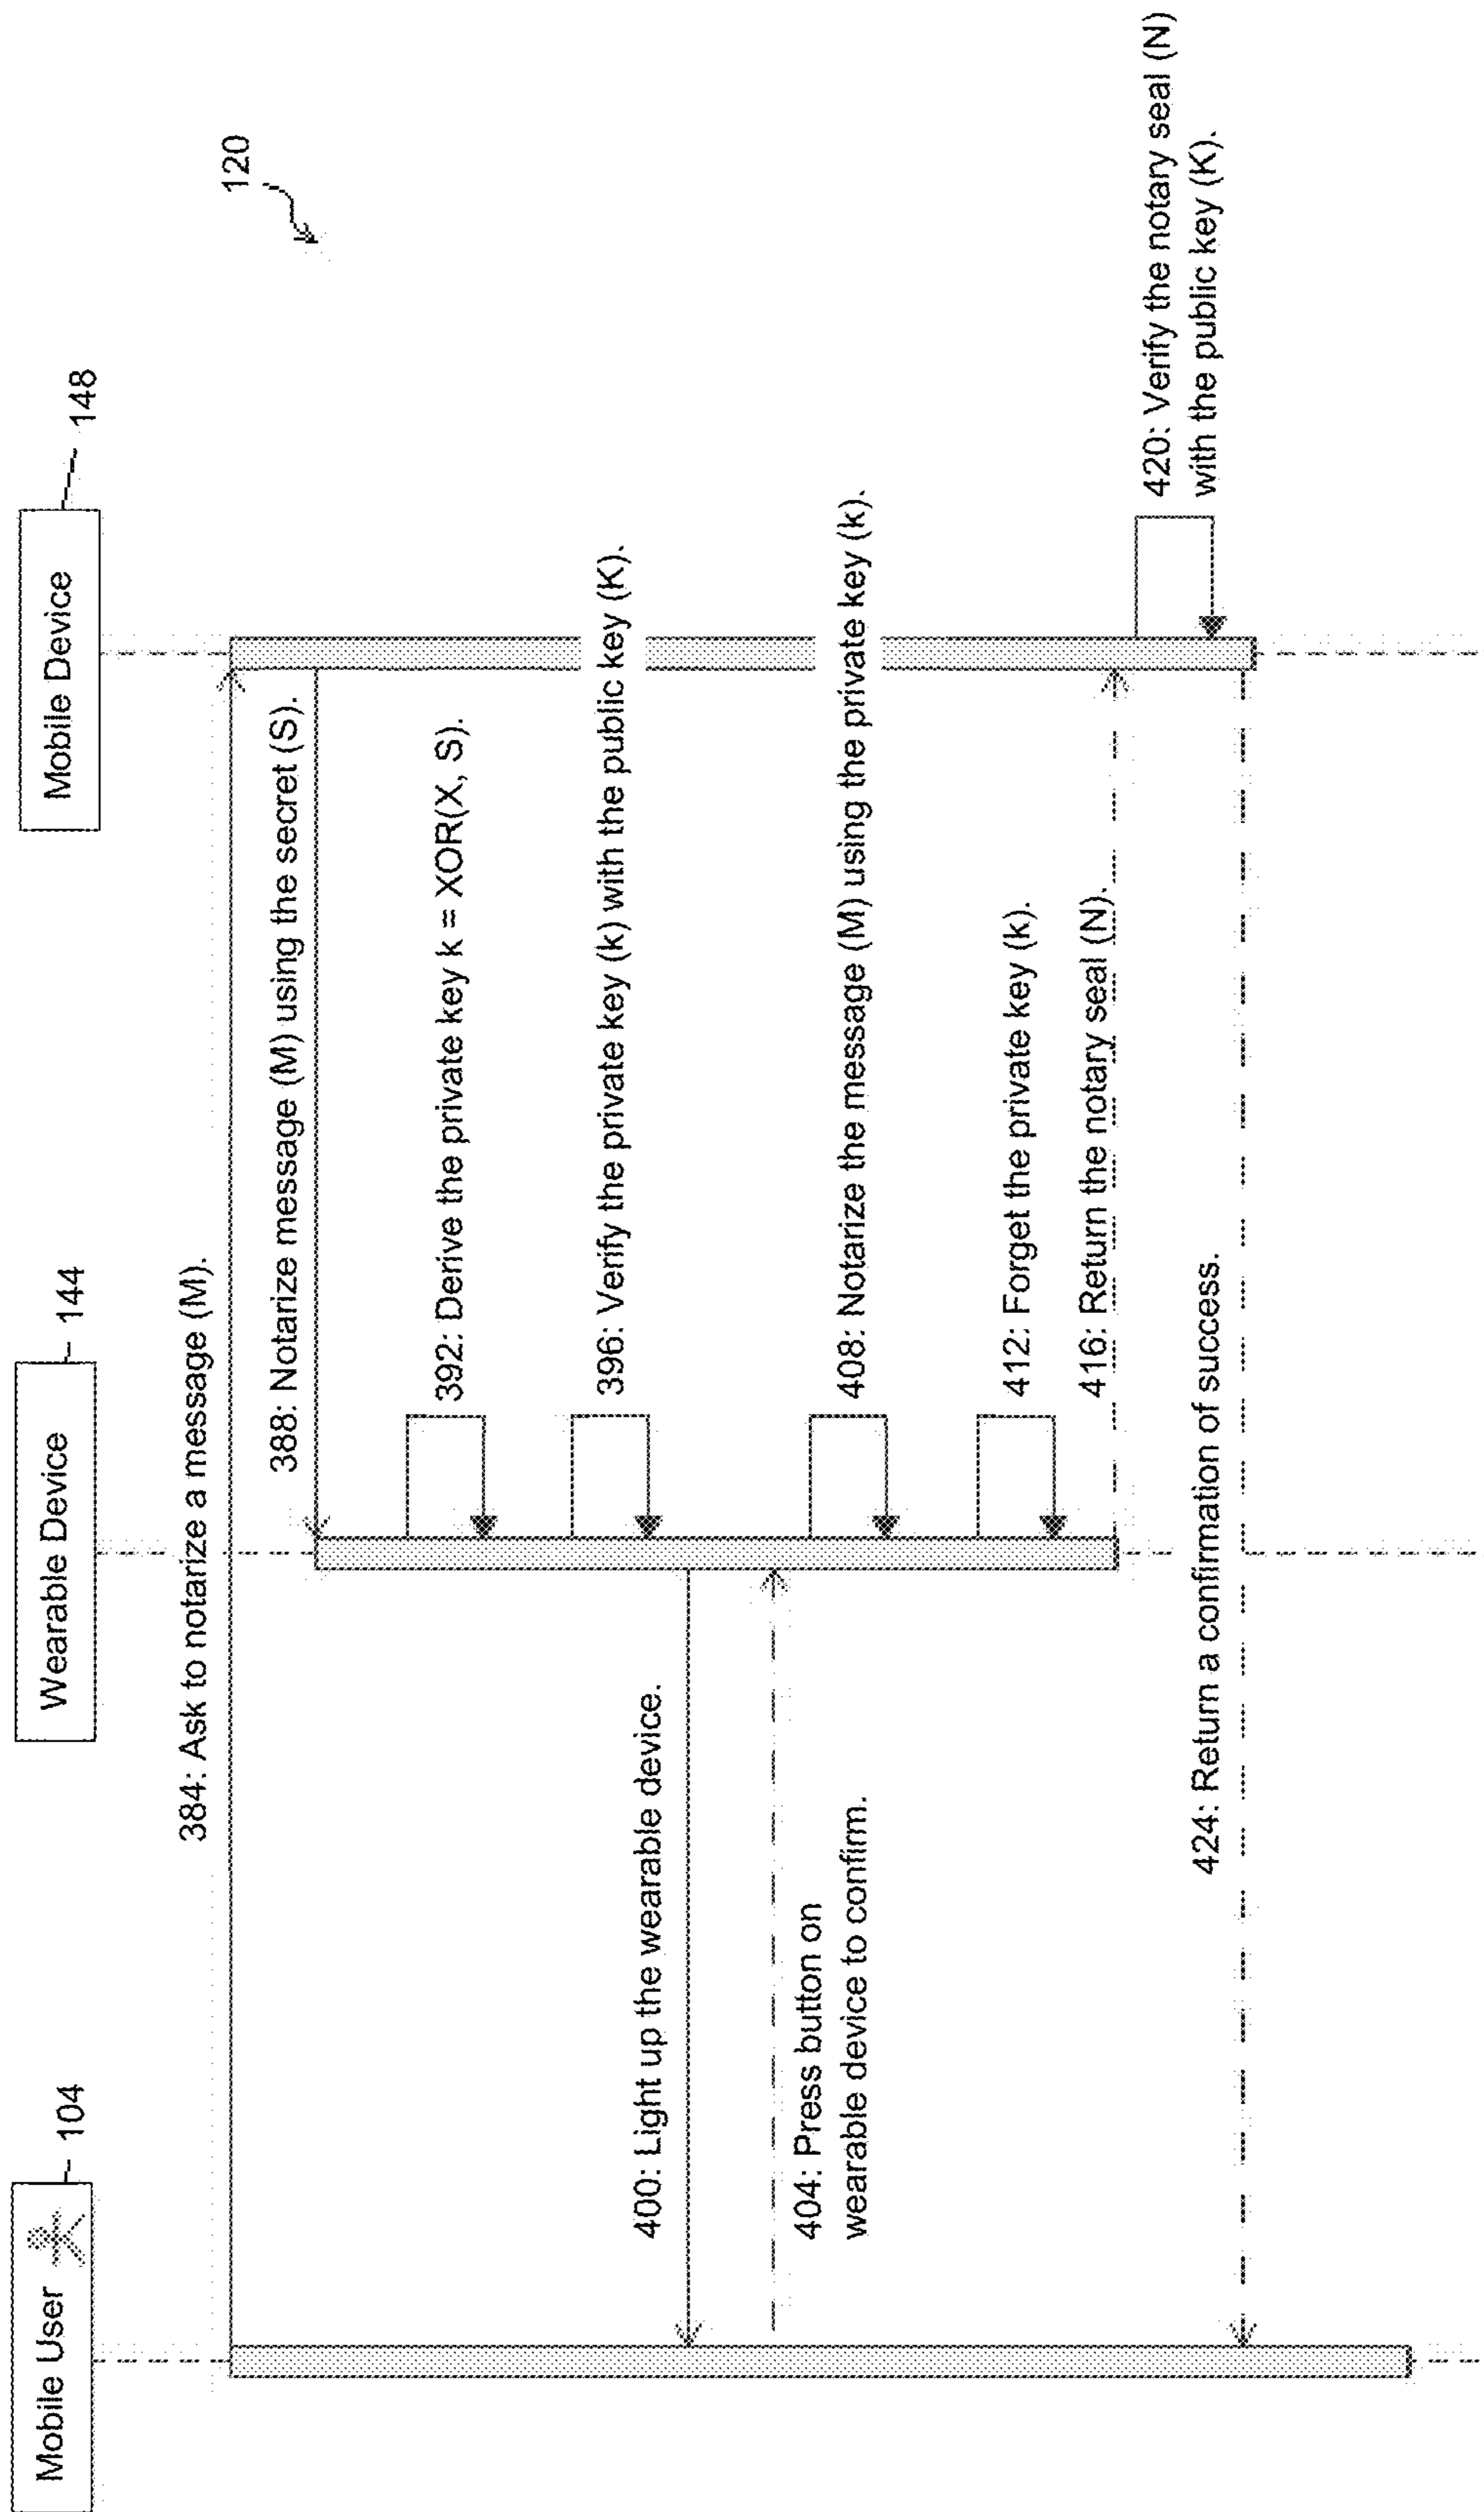 Mobile User
104
Wearable Device
144
Mobile Device
148
120
384: Ask to notarize a message (M).
388: Notarize message (M) using the secret (S).
392: Derive the private key k = XOR(X, S).
396: Verify the private key (k) with the public key (K).
400: Light up the wearable device.
404: Press button on
wearable device to confirm.
408: Notarize the message (M) using the private key (k).
412: Forget the private key (k).
416: Return the notary seal (N).
420: Verify the notary seal (N)
with the public key (K).
424: Return a confirmation of success.